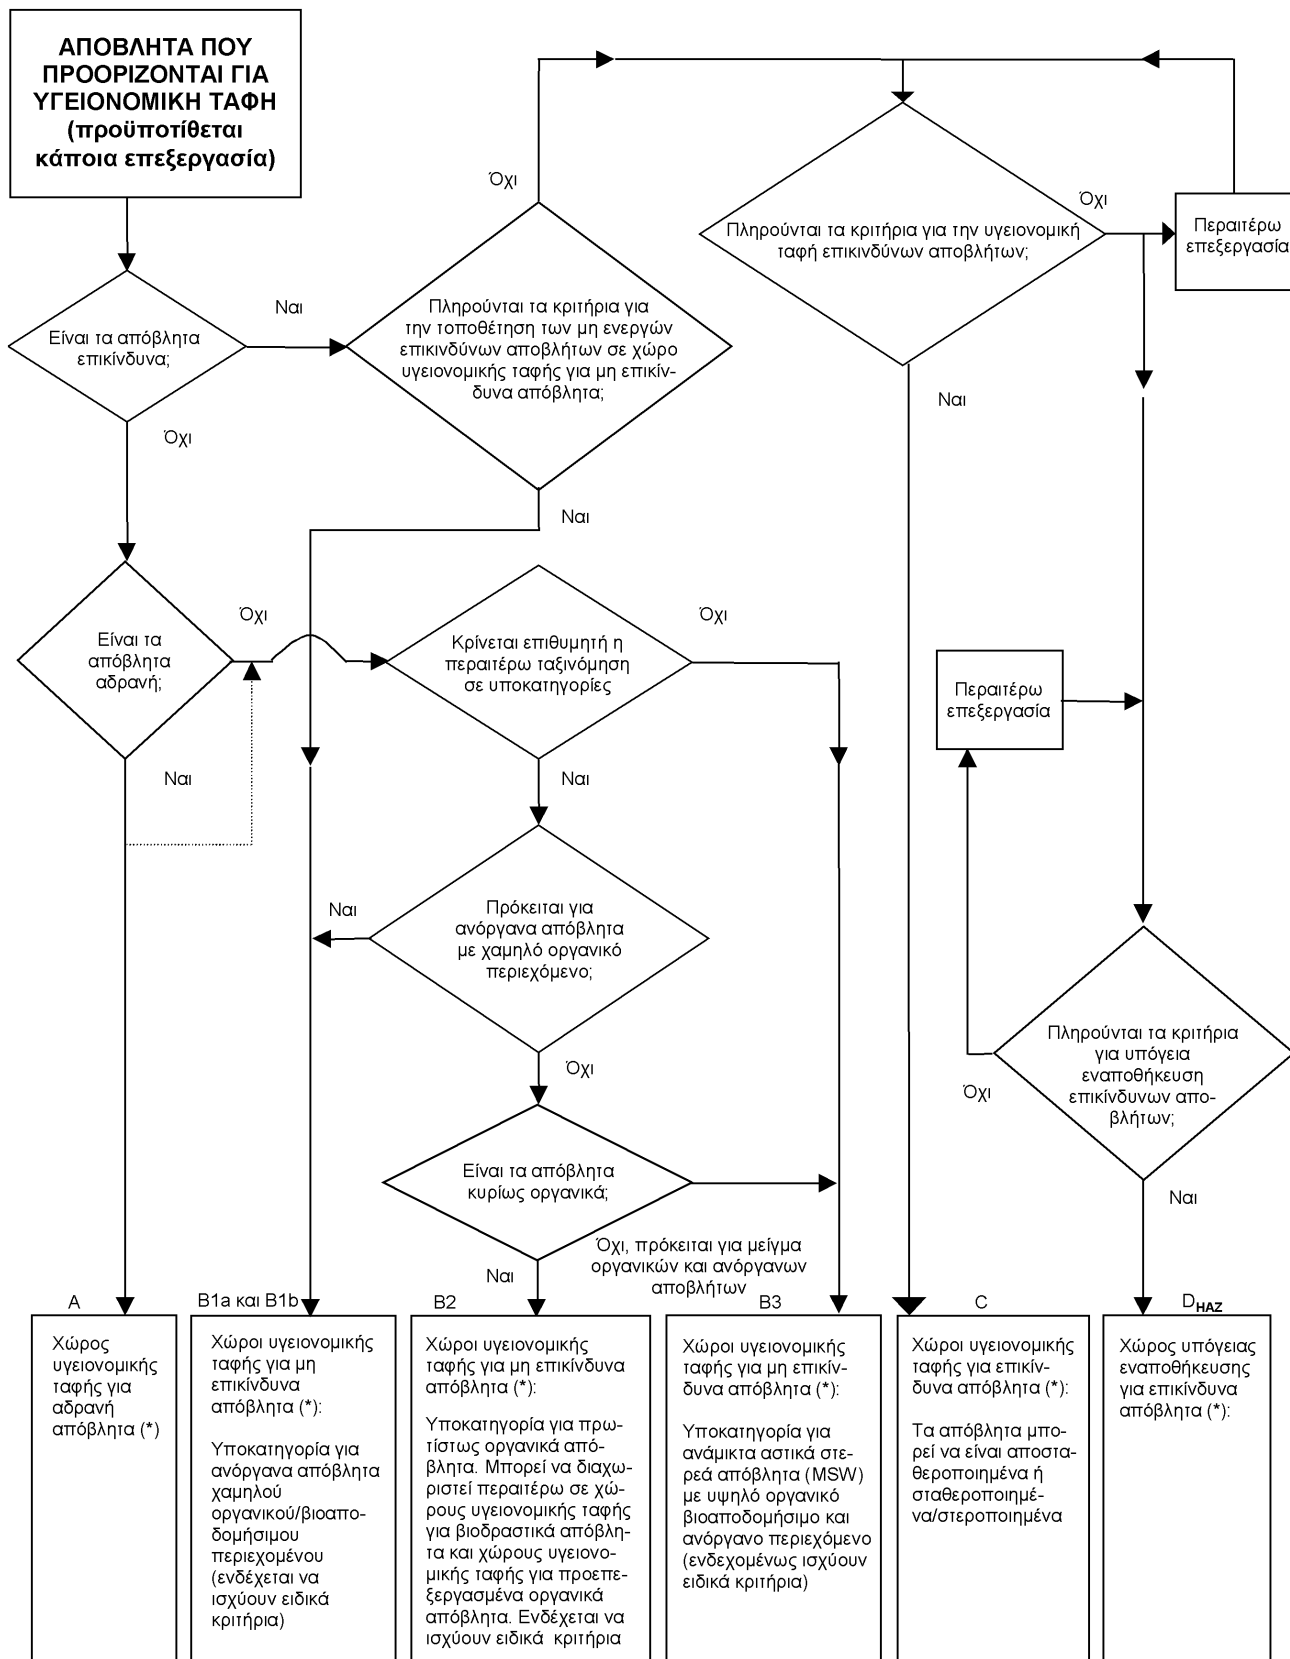 ΑΠΟΒΛΗΤΑ ΠΟΥ
ΠΡΟΟΡΙΖΟΝΤΑΙ ΓΙΑ
ΥΓΕΙΟΝΟΜΙΚΗ ΤΑΦΗ
(προϋποτίθεται
κάποια επεξεργασία)
Όχι
Πληρούνται τα κριτήρια για την υγειονομική
ταφή επικινδύνων αποβλήτων;
Όχι
Περαιτέρω
επεξεργασία
Είναι τα απόβλητα
επικίνδυνα;
Ναι
Πληρούνται τα κριτήρια για
την τοποθέτηση των μη ενεργών
επικινδύνων αποβλήτων σε χώρο
υγειονομικής ταφής για μη επικίν-
δυνα απόβλητα;
Ναι
Όχι
Ναι
Είναι τα
απόβλητα
αδρανή;
Όχι
Κρίνεται επιθυμητή η
περαιτέρω ταξινόμηση
σε υποκατηγορίες
Όχι
Περαιτέρω
επεξεργασία
Ναι
Ναι
Ναι
Πρόκειται για
ανόργανα απόβλητα
με χαμηλό οργανικό
περιεχόμενο;
Όχι
Πληρούνται τα κριτήρια
για υπόγεια
εναποθήκευση
επικίνδυνων απο-
βλήτων;
Όχι
Είναι τα απόβλητα
κυρίως οργανικά;
Ναι
Όχι, πρόκειται για μείγμα
οργανικών και ανόργανων
αποβλήτων
Ναι
A
Χώρος
υγειονομικής
ταφής για
αδρανή
απόβλητα (*)
B1a και B1b
Χώροι υγειονομικής
ταφής για μη
επικίνδυνα
απόβλητα (*):
Υποκατηγορία για
ανόργανα απόβλητα
χαμηλού
οργανικού/βιοαπο-
δομήσιμου
περιεχομένου
(ενδέχεται να
ισχύουν ειδικά
κριτήρια)
B2
Χώροι υγειονομικής
ταφής για μη επικίνδυνα
απόβλητα (*):
Υποκατηγορία για πρω-
τίστως οργανικά από-
βλητα. Μπορεί να διαχω-
ριστεί περαιτέρω σε χώ-
ρους υγειονομικής ταφής
για βιοδραστικά απόβλη-
τα και χώρους υγειονο-
μικής ταφής για προεπε-
ξεργασμένα οργανικά
απόβλητα. Ενδέχεται να
ισχύουν ειδικά κριτήρια
B3
Χώροι υγειονομικής
ταφής για μη επικίν-
δυνα απόβλητα (*):
Υποκατηγορία για
ανάμικτα αστικά στε-
ρεά απόβλητα (MSW)
με υψηλό οργανικό
βιοαποδομήσιμο και
ανόργανο περιεχόμενο
(ενδεχομένως ισχύουν
ειδικά κριτήρια)
C
Χώροι υγειονομικής
ταφής για επικίν-
δυνα απόβλητα (*):
Τα απόβλητα μπο-
ρεί να είναι αποστα-
θεροποιημένα ή
σταθεροποιημέ-
να/στεροποιημένα
DHAZ
Χώρος υπόγειας
εναποθήκευσης
για επικίνδυνα
απόβλητα (*):